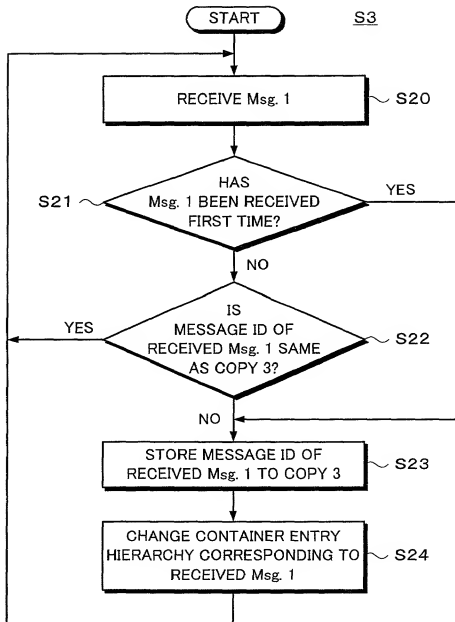 START
S3
RECEIVE Msg. 1
S20
HAS
Msg. 1 BEEN RECEIVED
FIRST TIME?
S21
YES
NO
IS
MESSAGE ID OF
RECEIVED Msg. 1 SAME
AS COPY 3?
YES
S22
NO
STORE MESSAGE ID OF
RECEIVED Msg. 1 TO COPY 3
S23
CHANGE CONTAINER ENTRY
HIERARCHY CORRESPONDING TO
RECEIVED Msg. 1
S24